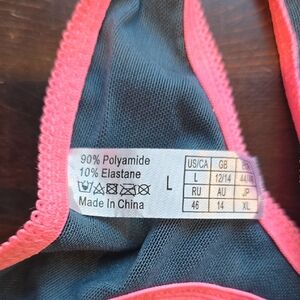 90% Polyamide
10% Elastane
Made In China
L
US/CA GB
L 12/14
RU AU JP
46 14 XL